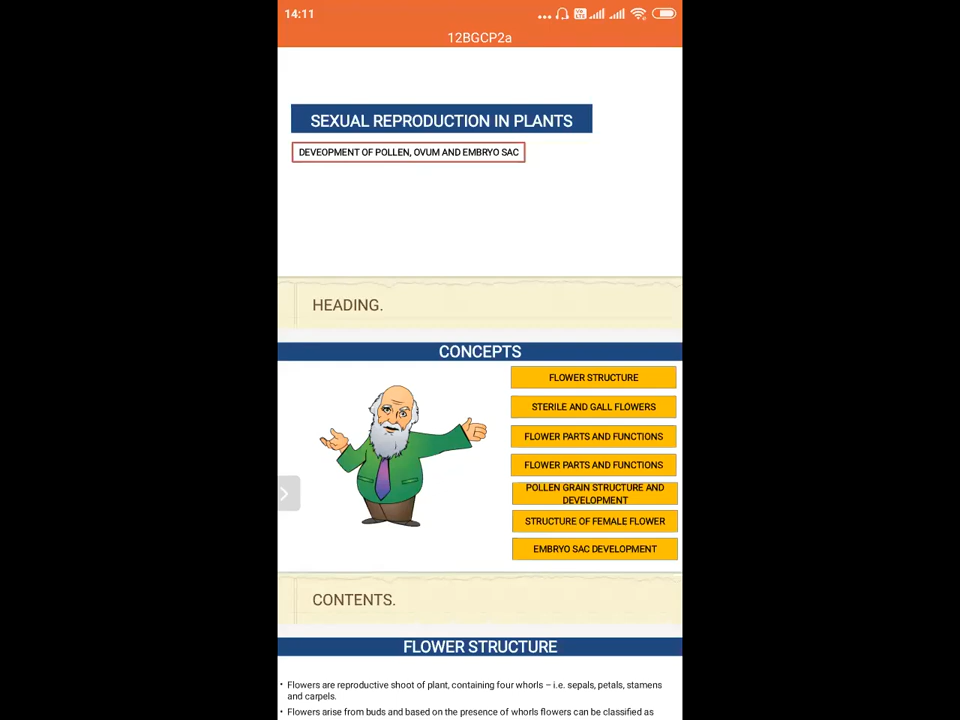 14:11
12BGCP2a
SEXUAL REPRODUCTION IN PLANTS
DEVEOPMENT OF POLLEN, OVUM AND EMBRYO SAC
HEADING.
CONCEPTS
FLOWER STRUCTURE
STERILE AND GALL FLOWERS
FLOWER PARTS AND FUNCTIONS
FLOWER PARTS AND FUNCTIONS
POLLEN GRAIN STRUCTURE AND
DEVELOPMENT
STRUCTURE OF FEMALE FLOWER
EMBRYO SAC DEVELOPMENT
CONTENTS.
FLOWER STRUCTURE
• Flowers are reproductive shoot of plant, containing four whorls – i.e. sepals, petals, stamens
and carpels.
• Flowers arise from buds and based on the presence of whorls flowers can be classified as